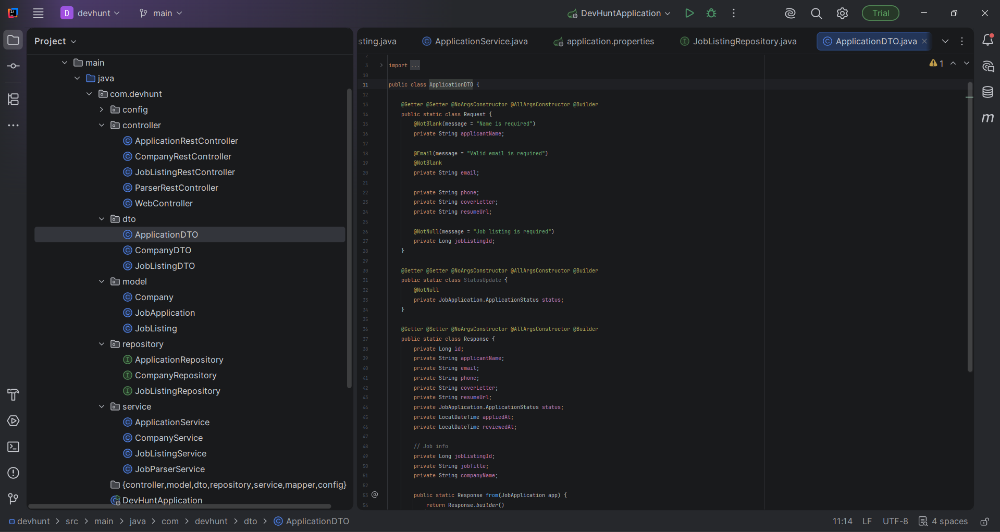 D devhunt main DevHuntApplication Trial
Project
sting.java ApplicationService.java application.properties JobListingRepository.java ApplicationDTO.java
main
java
com.devhunt
config
controller
ApplicationRestController
CompanyRestController
JobListingRestController
ParserRestController
WebController
dto
ApplicationDTO
CompanyDTO
JobListingDTO
model
Company
JobApplication
JobListing
repository
ApplicationRepository
CompanyRepository
JobListingRepository
service
ApplicationService
CompanyService
JobListingService
JobParserService
{controller,model,dto,repository,service,mapper,config}
DevHuntApplication
1
2
3 import ...
10
11 public class ApplicationDTO {
12
13 @Getter @Setter @NoArgsConstructor @AllArgsConstructor @Builder
14 public static class Request {
15 @NotBlank(message = "Name is required")
16 private String applicantName;
17
18 @Email(message = "Valid email is required")
19 @NotBlank
20 private String email;
21
22 private String phone;
23 private String coverLetter;
24 private String resumeUrl;
25
26 @NotNull(message = "Job listing is required")
27 private Long jobListingId;
28 }
29
30 @Getter @Setter @NoArgsConstructor @AllArgsConstructor @Builder
31 public static class StatusUpdate {
32 @NotNull
33 private JobApplication.ApplicationStatus status;
34 }
35
36 @Getter @Setter @NoArgsConstructor @AllArgsConstructor @Builder
37 public static class Response {
38 private Long id;
39 private String applicantName;
40 private String email;
41 private String phone;
42 private String coverLetter;
43 private String resumeUrl;
44 private JobApplication.ApplicationStatus status;
45 private LocalDateTime appliedAt;
46 private LocalDateTime reviewedAt;
47
48 // Job info
49 private Long jobListingId;
50 private String jobTitle;
51 private String companyName;
52
53 @ public static Response from(JobApplication app) {
54 return Response.builder()
devhunt > src > main > java > com > devhunt > dto > ApplicationDTO 11:14 LF UTF-8 4 spaces